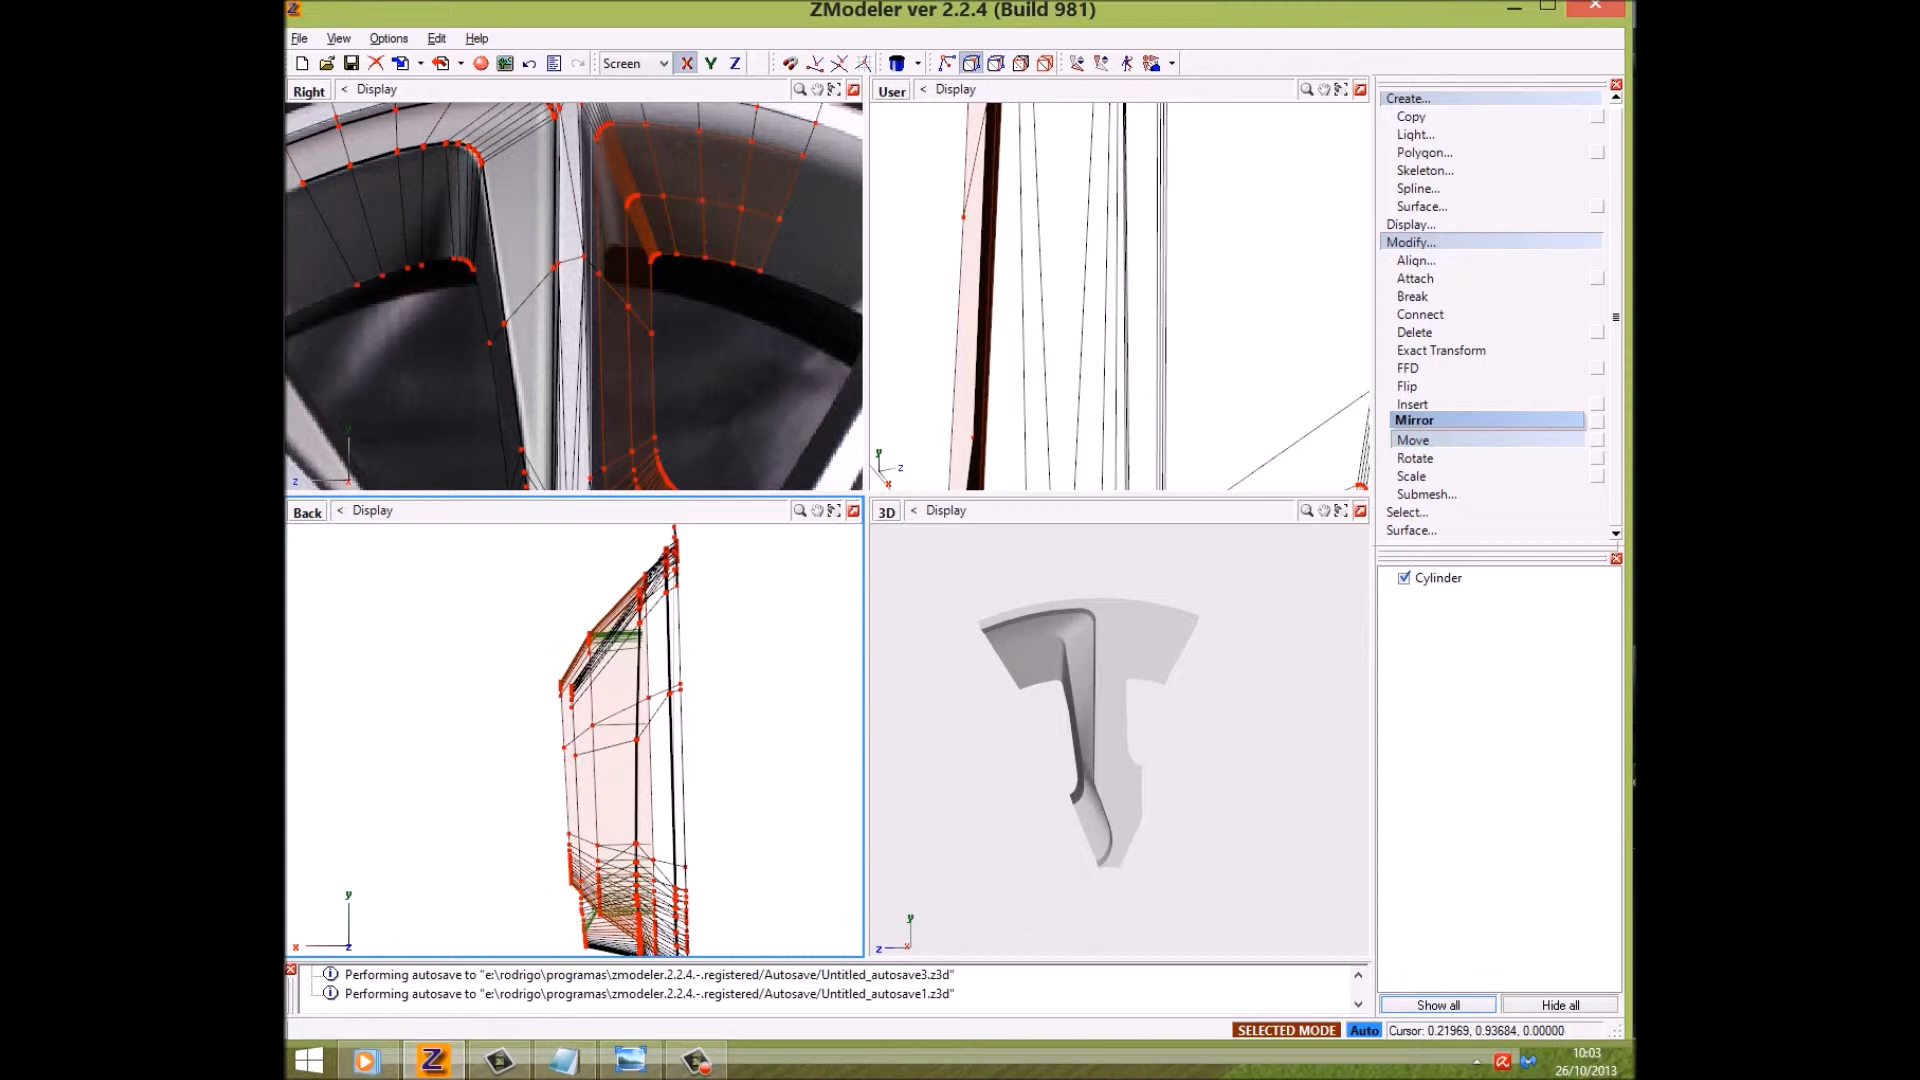 ZModeler ver 2.2.4 (Build 981)
File View Options Edit Help
Screen X Y Z
Right < Display
User < Display
y
z x
y
z
x
Back < Display
3D < Display
y
x z
y
z x
Create...
Copy
Light...
Polygon...
Skeleton...
Spline...
Surface...
Display...
Modify...
Align...
Attach
Break
Connect
Delete
Exact Transform
FFD
Flip
Insert
Mirror
Move
Rotate
Scale
Submesh...
Select...
Surface...
Cylinder
Show all Hide all
Performing autosave to "e:\rodrigo\programas\zmodeler.2.2.4.-.registered/Autosave/Untitled_autosave3.z3d"
Performing autosave to "e:\rodrigo\programas\zmodeler.2.2.4.-.registered/Autosave/Untitled_autosave1.z3d"
SELECTED MODE Auto Cursor: 0.21969, 0.93684, 0.00000
10:03
26/10/2013